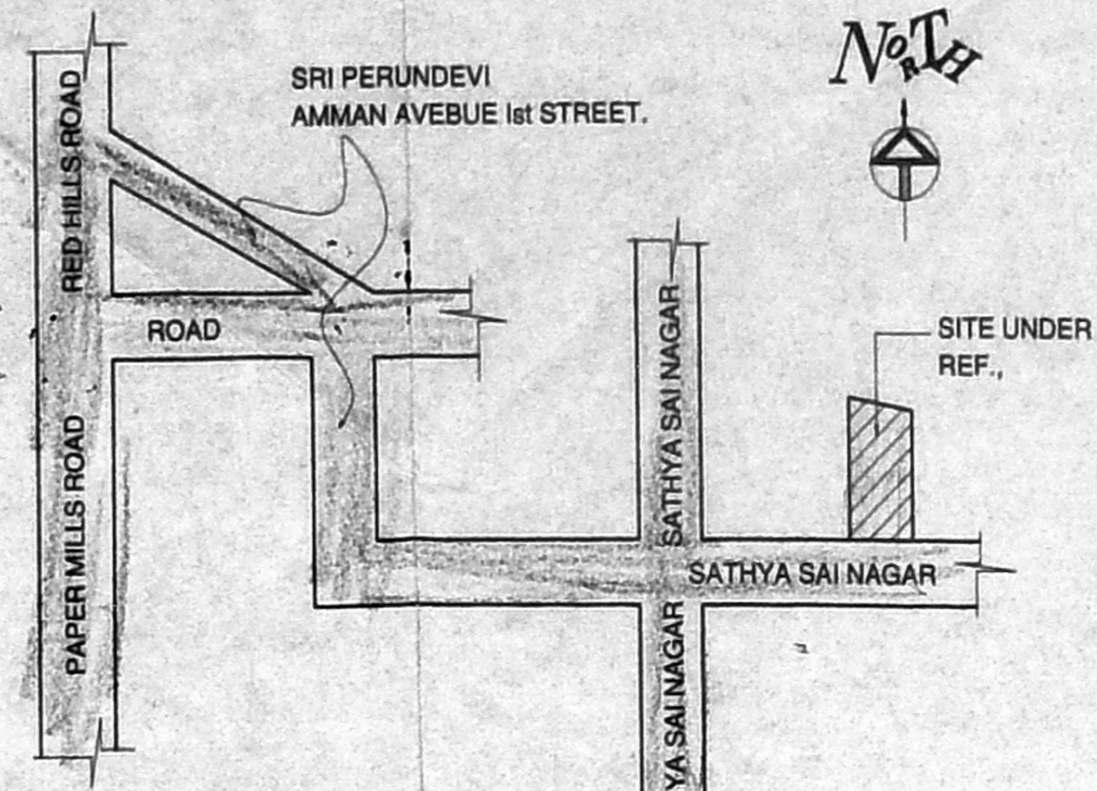 NORTH
SRI PERUNDEVI
AMMAN AVEBUE Ist STREET.
RED HILLS ROAD
ROAD
PAPER MILLS ROAD
SATHYA SAI NAGAR
SITE UNDER
REF.,
SATHYA SAI NAGAR
YA SAI NAGAR